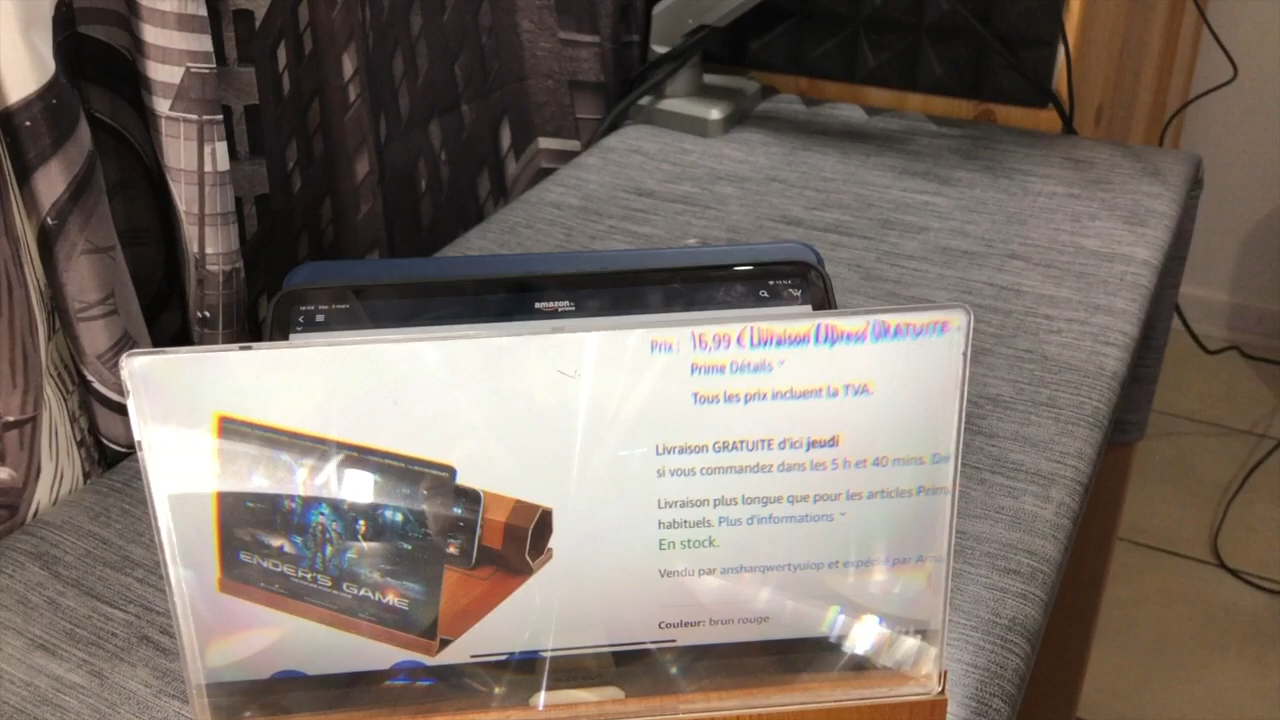 amazon
prime
Prix : 16,99 € Livraison Express GRATUITE
Prime Détails
Tous les prix incluent la TVA.
Livraison GRATUITE d'ici jeudi
si vous commandez dans les 5 h et 40 mins.
Livraison plus longue que pour les articles Prim
habituels. Plus d'informations
En stock.
Vendu par ansharqwertyuiop et expédié par Ama
Couleur: brun rouge
ENDER'S GAME